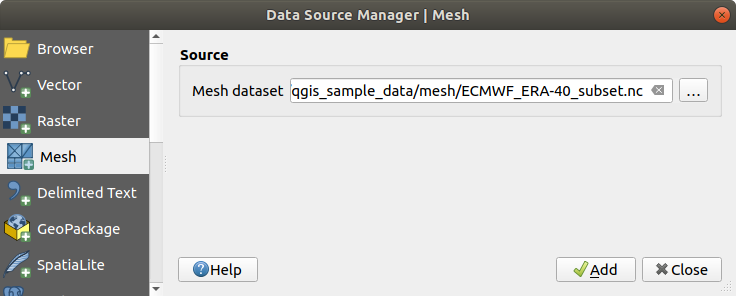 Data Source Manager | Mesh
Browser
Vector
Raster
Mesh
Delimited Text
GeoPackage
SpatiaLite
Source
Mesh dataset qgis_sample_data/mesh/ECMWF_ERA-40_subset.nc ...
Help Add Close